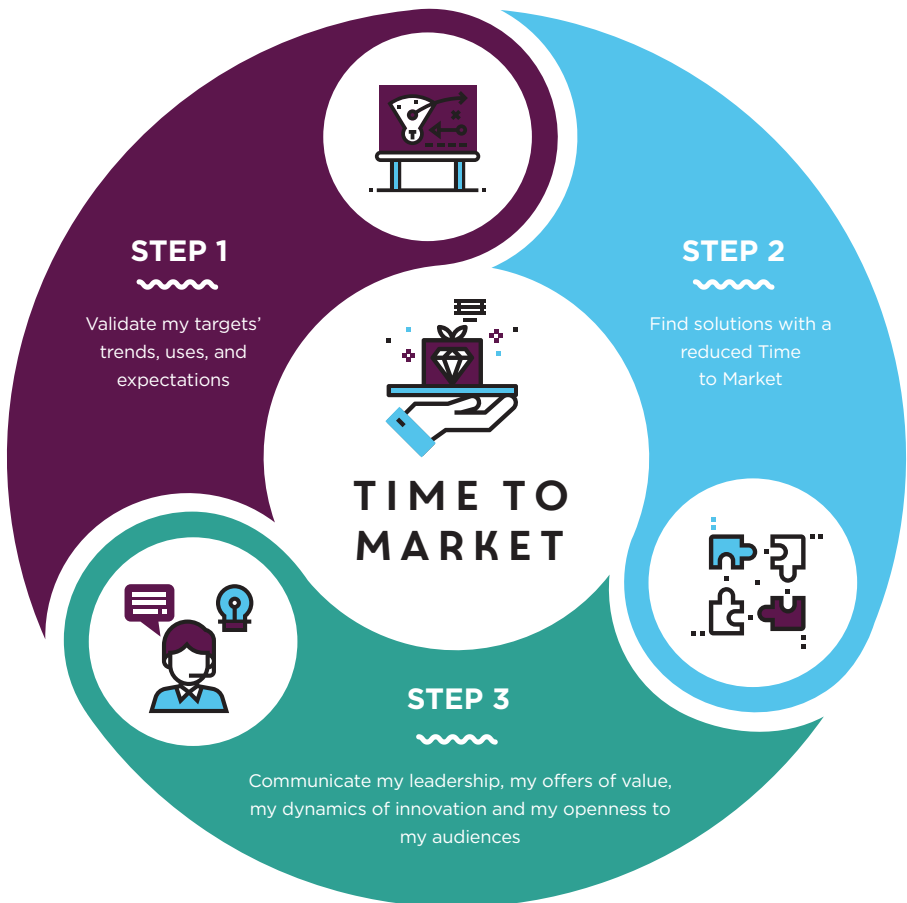 STEP 1
Validate my targets’
trends, uses, and
expectations
STEP 2
Find solutions with a
reduced Time
to Market
TIME TO
MARKET
STEP 3
Communicate my leadership, my offers of value,
my dynamics of innovation and my openness to
my audiences